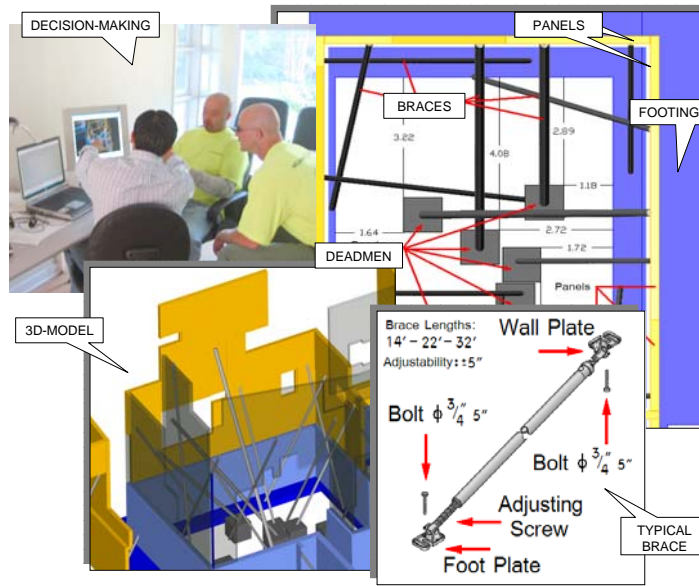 DECISION-MAKING
PANELS
BRACES
FOOTING
3.22
4.08
2.89
1.18
1.64
2.72
1.72
DEADMEN
Panels
3D-MODEL
Brace Lengths:
14'-22'-32'
Adjustability:±5"
Wall Plate
Bolt ϕ 3/4" 5"
Bolt ϕ 3/4" 5"
Adjusting
Screw
Foot Plate
TYPICAL
BRACE